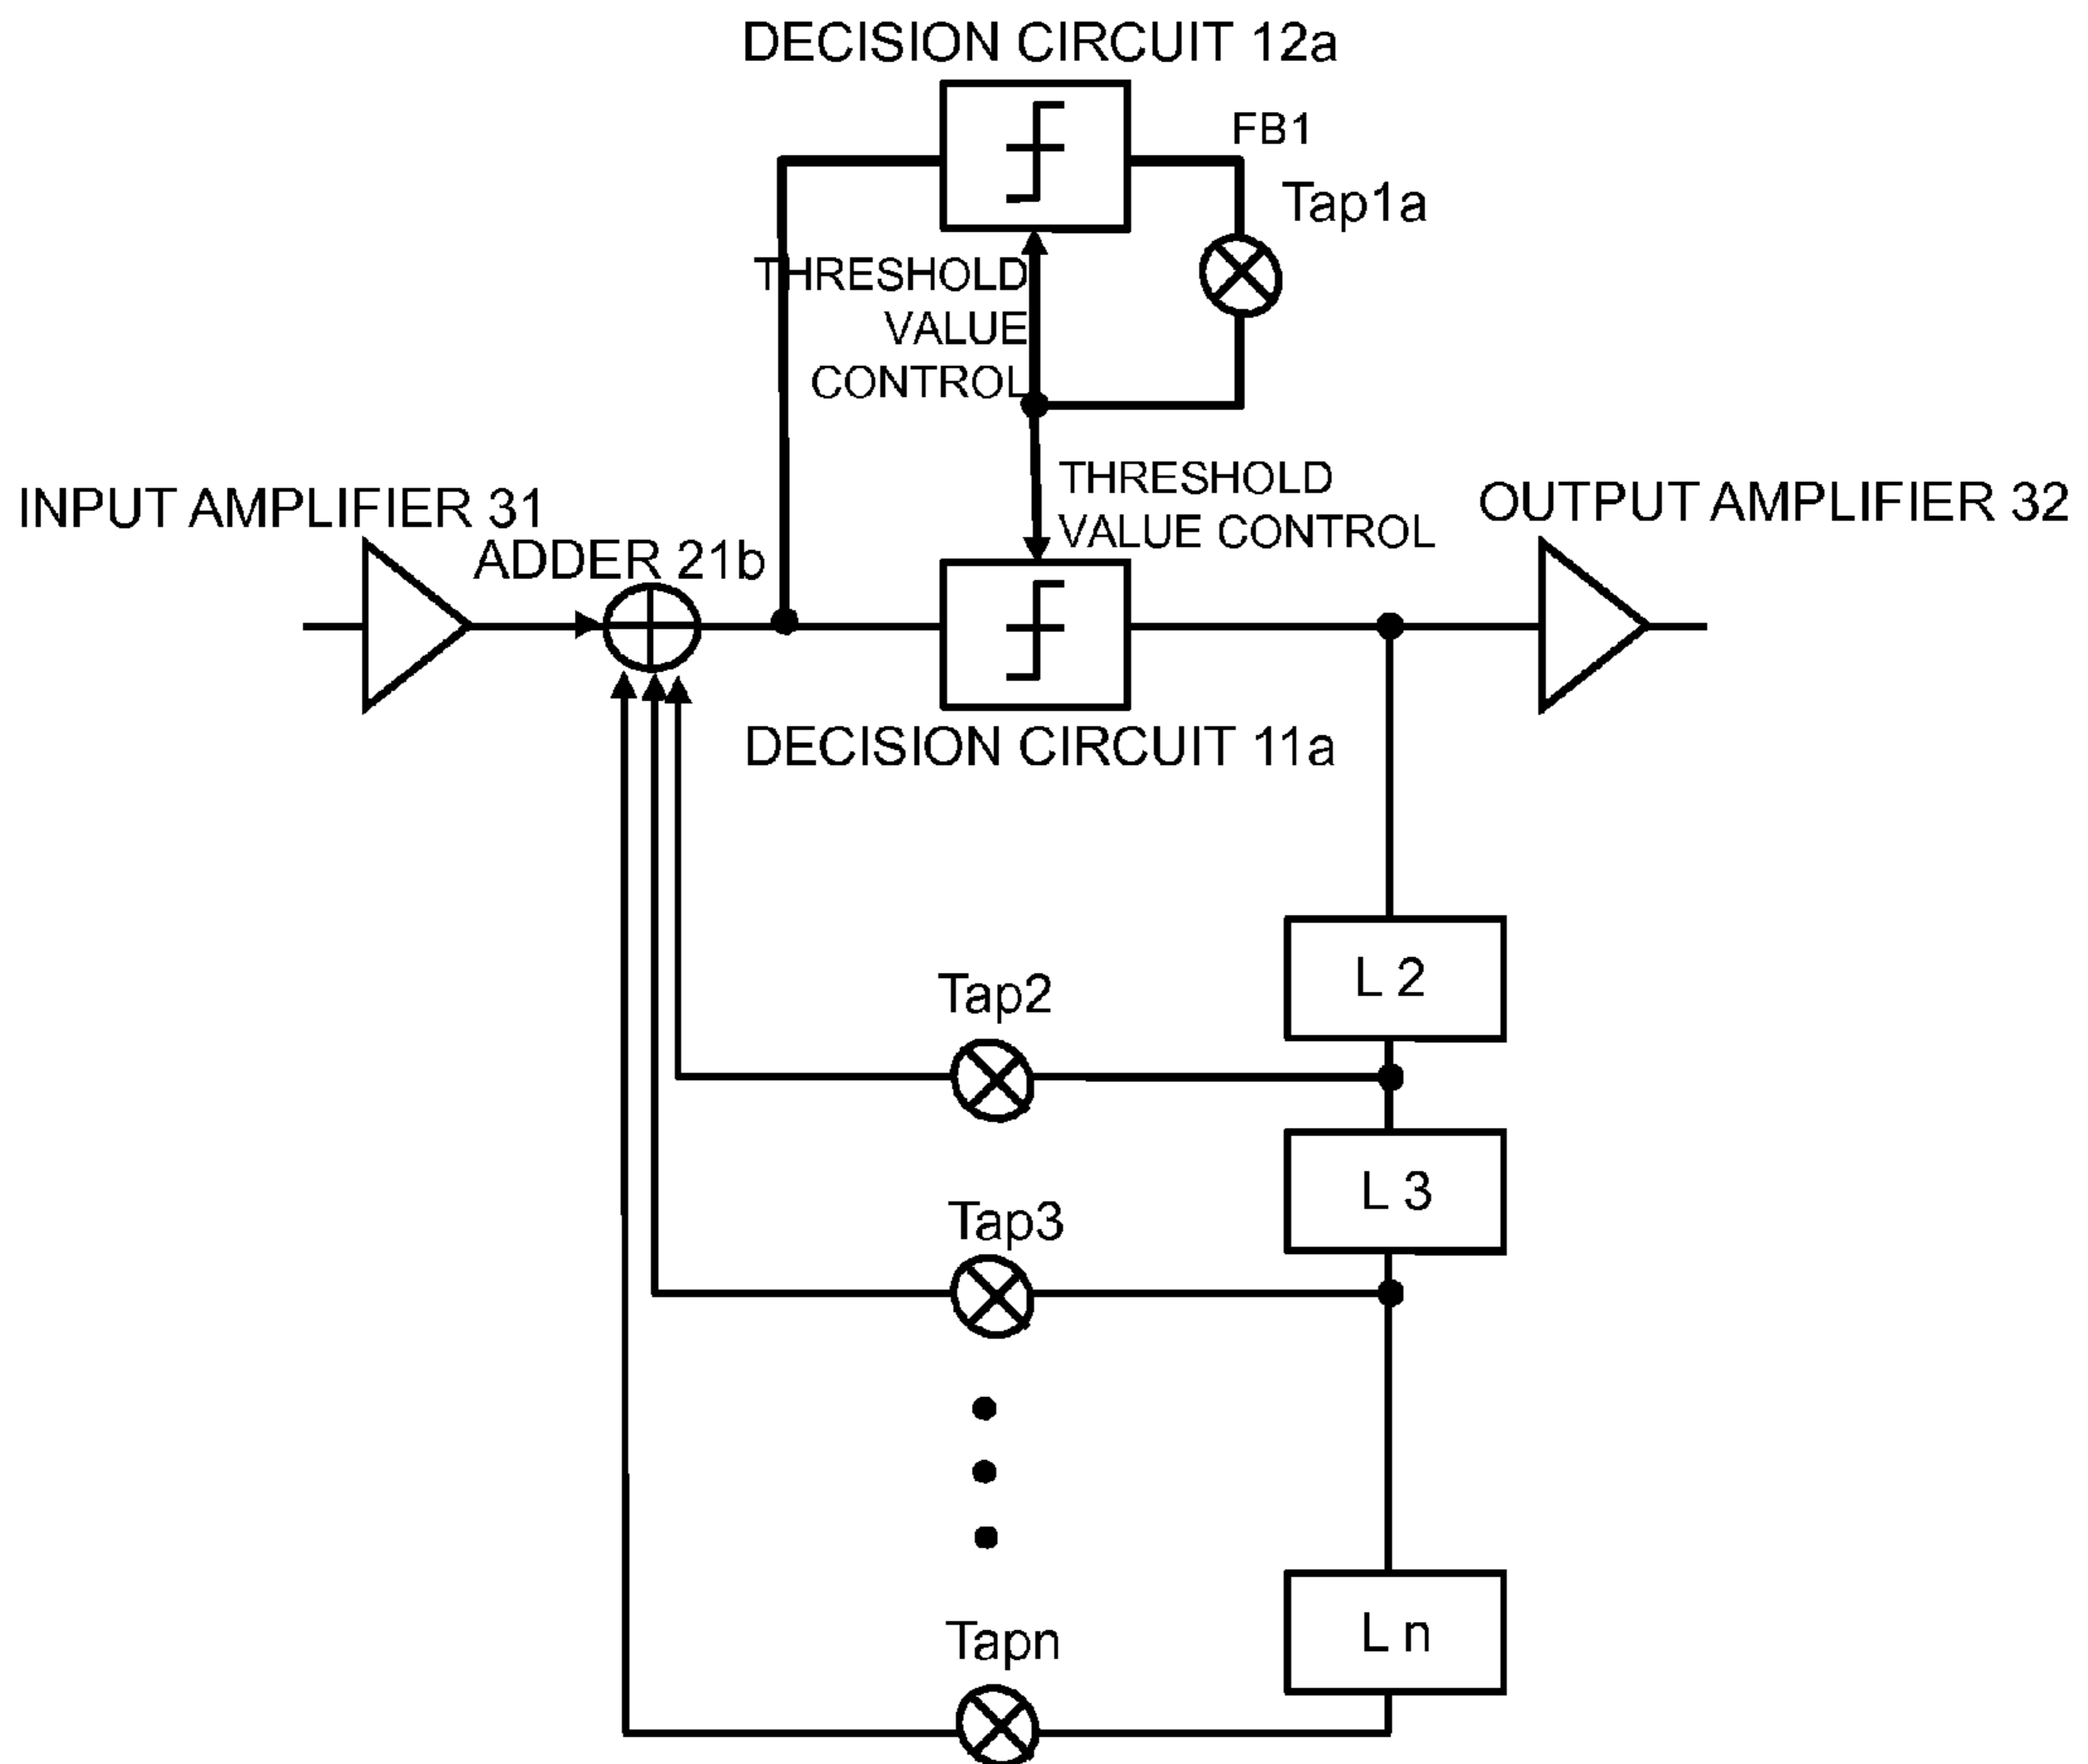 DECISION CIRCUIT 12a
FB1
Tap1a
THRESHOLD
VALUE
CONTROL
THRESHOLD
VALUE CONTROL
INPUT AMPLIFIER 31
OUTPUT AMPLIFIER 32
ADDER 21b
DECISION CIRCUIT 11a
L 2
Tap2
L 3
Tap3
L n
Tapn